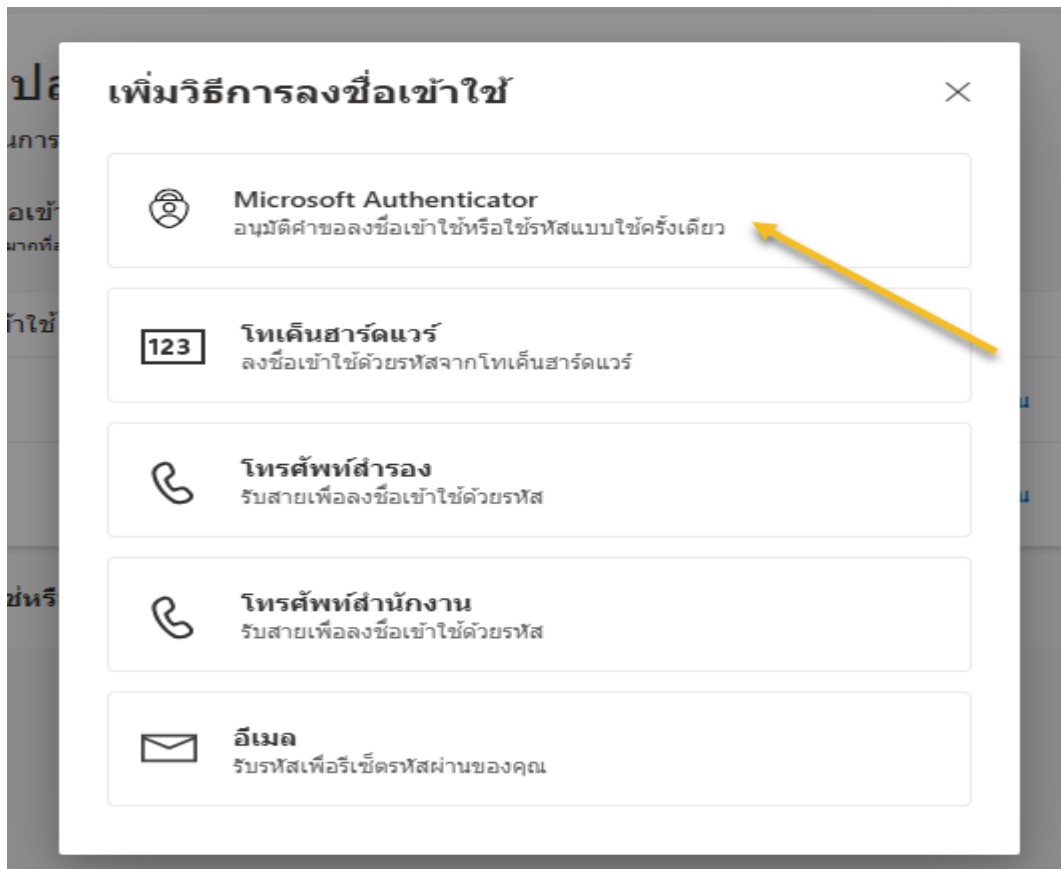 เพิ่มวิธีการลงชื่อเข้าใช้
Microsoft Authenticator
อนุมัติคำขอลงชื่อเข้าใช้หรือใช้รหัสแบบใช้ครั้งเดียว
123
โทเค็นฮาร์ดแวร์
ลงชื่อเข้าใช้ด้วยรหัสจากโทเค็นฮาร์ดแวร์
โทรศัพท์สำรอง
รับสายเพื่อลงชื่อเข้าใช้ด้วยรหัส
โทรศัพท์สำนักงาน
รับสายเพื่อลงชื่อเข้าใช้ด้วยรหัส
อีเมล
รับรหัสเพื่อรีเซ็ตรหัสผ่านของคุณ